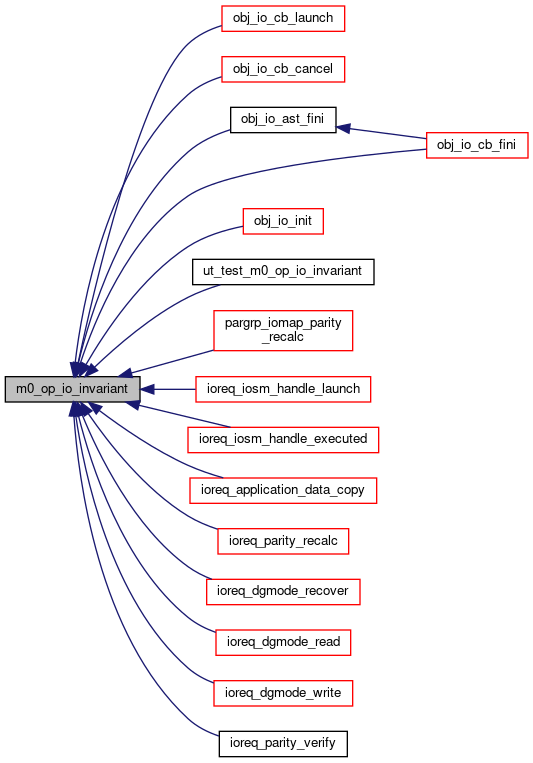 obj_io_cb_launch
obj_io_cb_cancel
obj_io_ast_fini
obj_io_cb_fini
obj_io_init
ut_test_m0_op_io_invariant
pargrp_iomap_parity
_recalc
m0_op_io_invariant
ioreq_iosm_handle_launch
ioreq_iosm_handle_executed
ioreq_application_data_copy
ioreq_parity_recalc
ioreq_dgmode_recover
ioreq_dgmode_read
ioreq_dgmode_write
ioreq_parity_verify